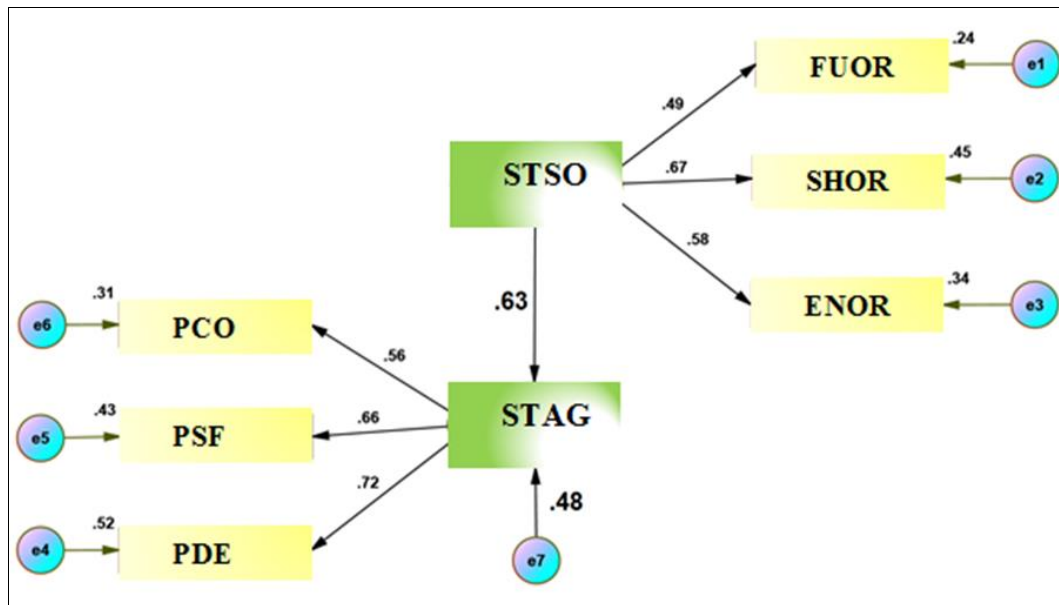 .24
FUOR
e1
.49
STSO
.67
.45
SHOR
e2
.58
.34
ENOR
e3
.63
.31
e6
PCO
.56
.43
e5
PSF
.66
STAG
.72
.52
e4
PDE
.48
e7